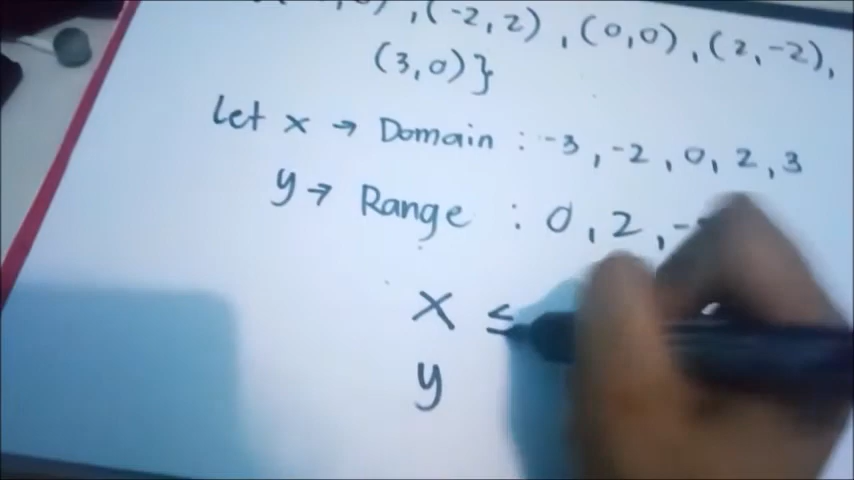 ,(-2,2) ,(0,0) ,(2,-2),
(3,0)}
Let x → Domain : -3, -2, 0, 2, 3
y → Range : 0, 2, -
x ≤
y